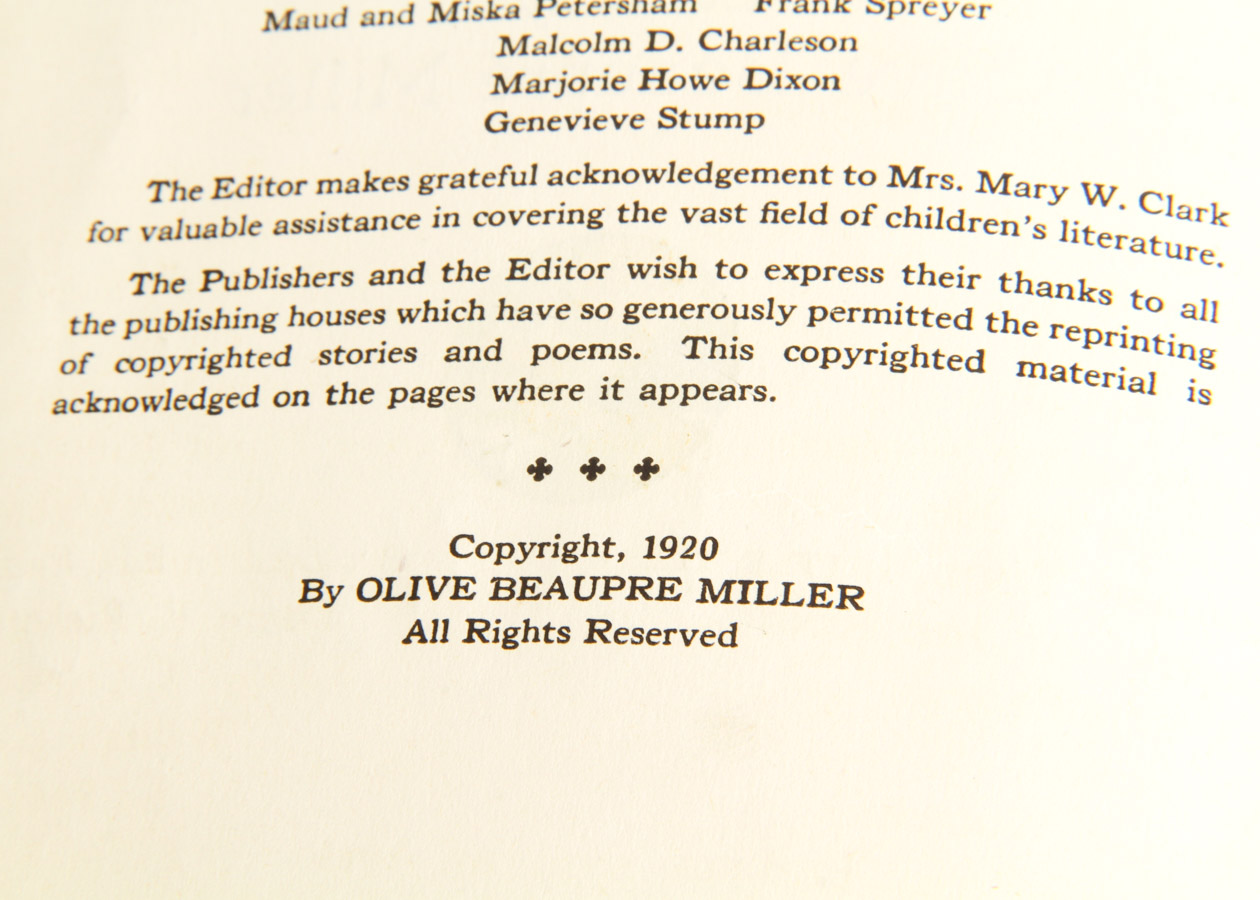 Maud and Miska Petersham Frank Spreyer
Malcolm D. Charleson
Marjorie Howe Dixon
Genevieve Stump
The Editor makes grateful acknowledgement to Mrs. Mary W. Clark
for valuable assistance in covering the vast field of children's literature.
The Publishers and the Editor wish to express their thanks to all
the publishing houses which have so generously permitted the reprinting
of copyrighted stories and poems. This copyrighted material is
acknowledged on the pages where it appears.
Copyright, 1920
By OLIVE BEAUPRE MILLER
All Rights Reserved